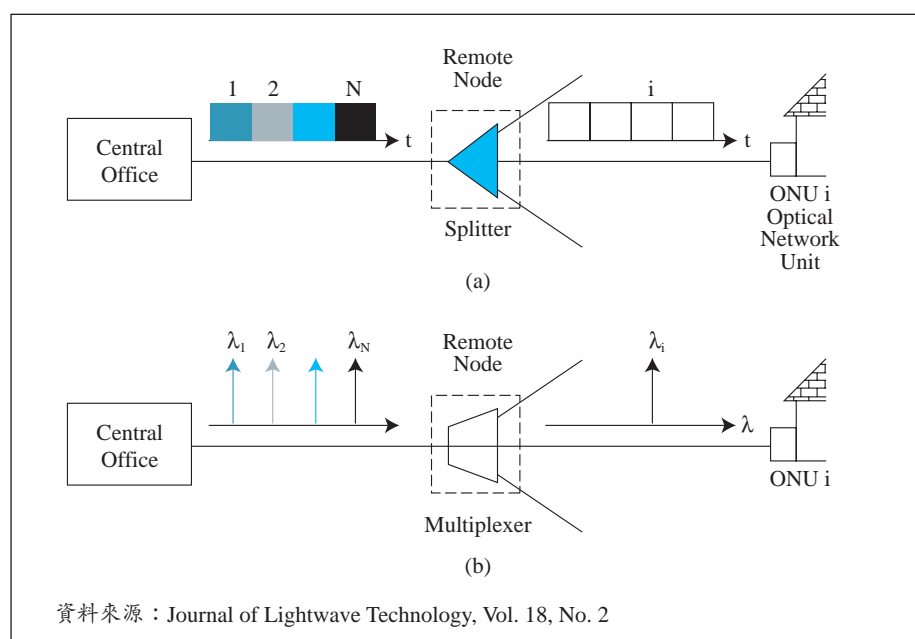 Remote
Node
1 2 N
i
t
t
Central
Office
Splitter
ONU i
Optical
Network
Unit
(a)
λ1 λ2 λN
Remote
Node
λi
λ
Central
Office
ONU i
Multiplexer
(b)
資料來源：Journal of Lightwave Technology, Vol. 18, No. 2